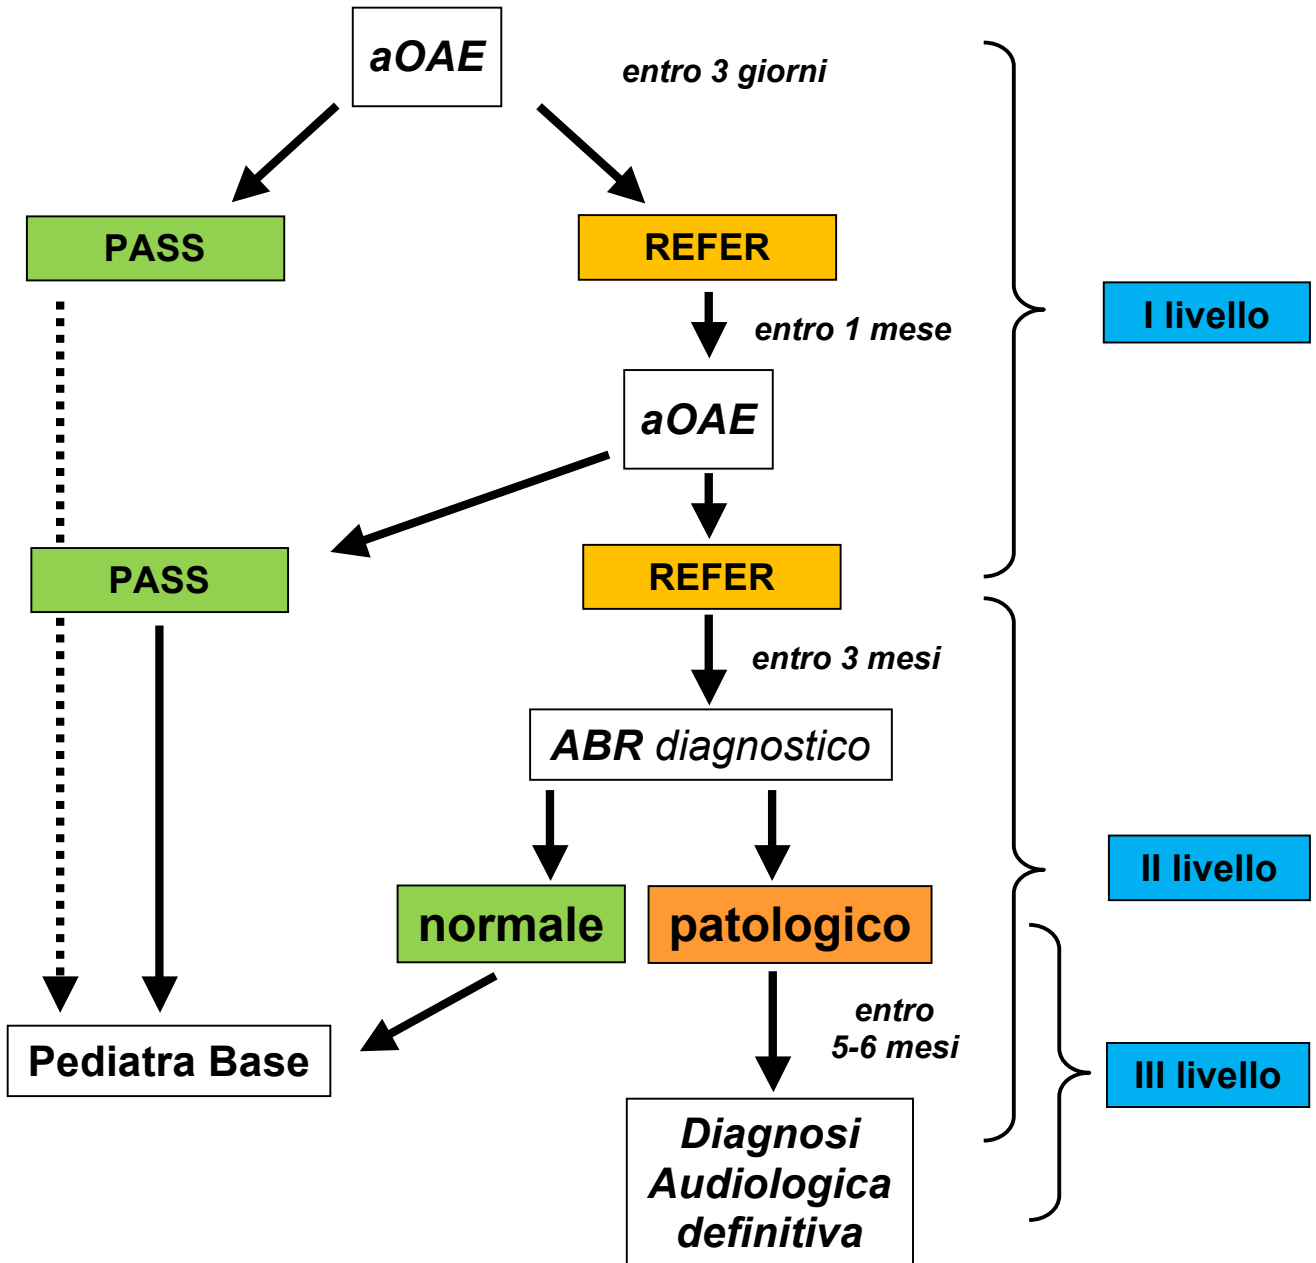 aOAE
entro 3 giorni
PASS
REFER
I livello
entro 1 mese
aOAE
PASS
REFER
entro 3 mesi
ABR diagnostico
II livello
normale
patologico
entro
5-6 mesi
Pediatra Base
III livello
Diagnosi
Audiologica
definitiva